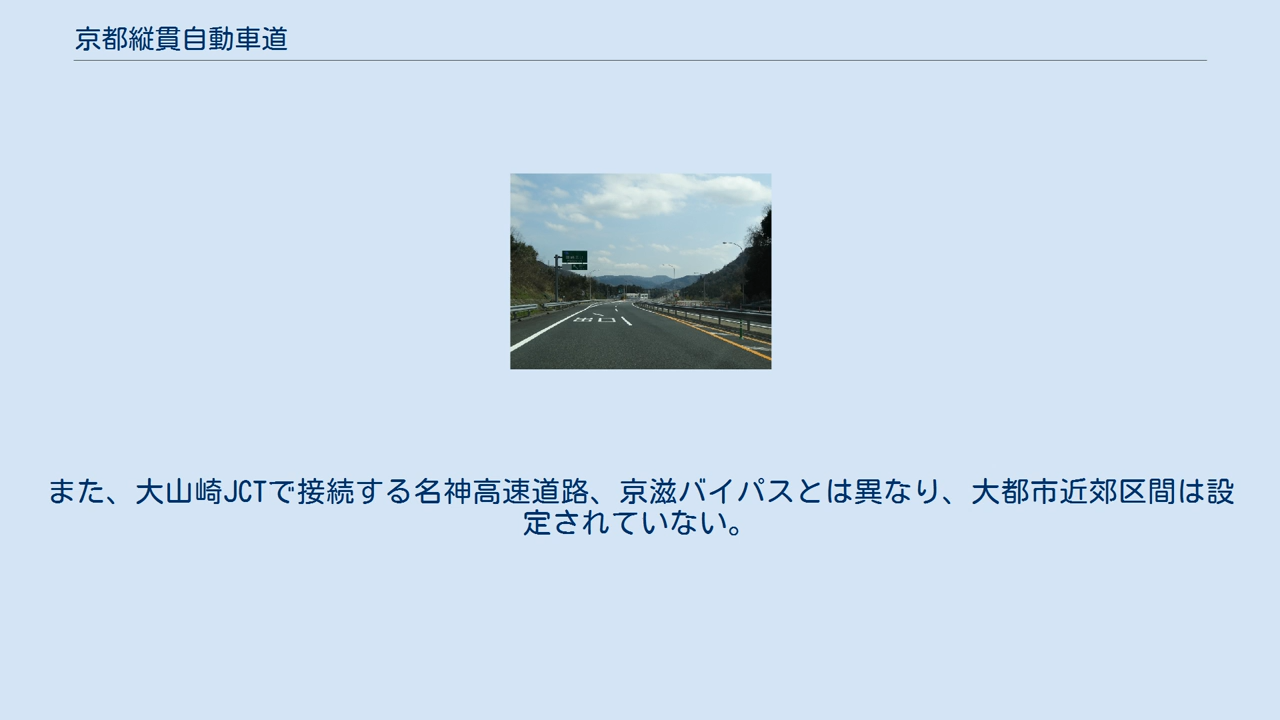 京都縦貫自動車道
出口
また、大山崎JCTで接続する名神高速道路、京滋バイパスとは異なり、大都市近郊区間は設
定されていない。